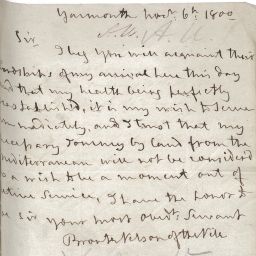 Yarmouth Novr 6th 1800
Sir
I beg you will acquaint their
Lordships of my arrival here this day
and that my health being perfectly
reestablished, it is my wish to serve
immediately, and I trust that my
necessary Journey by land from the
Mediterranean will not be considered
as a wish to be a moment out of
active Service, I have the honor to
be Sir your most obedt. Servant
Bronte Nelson of the Nile